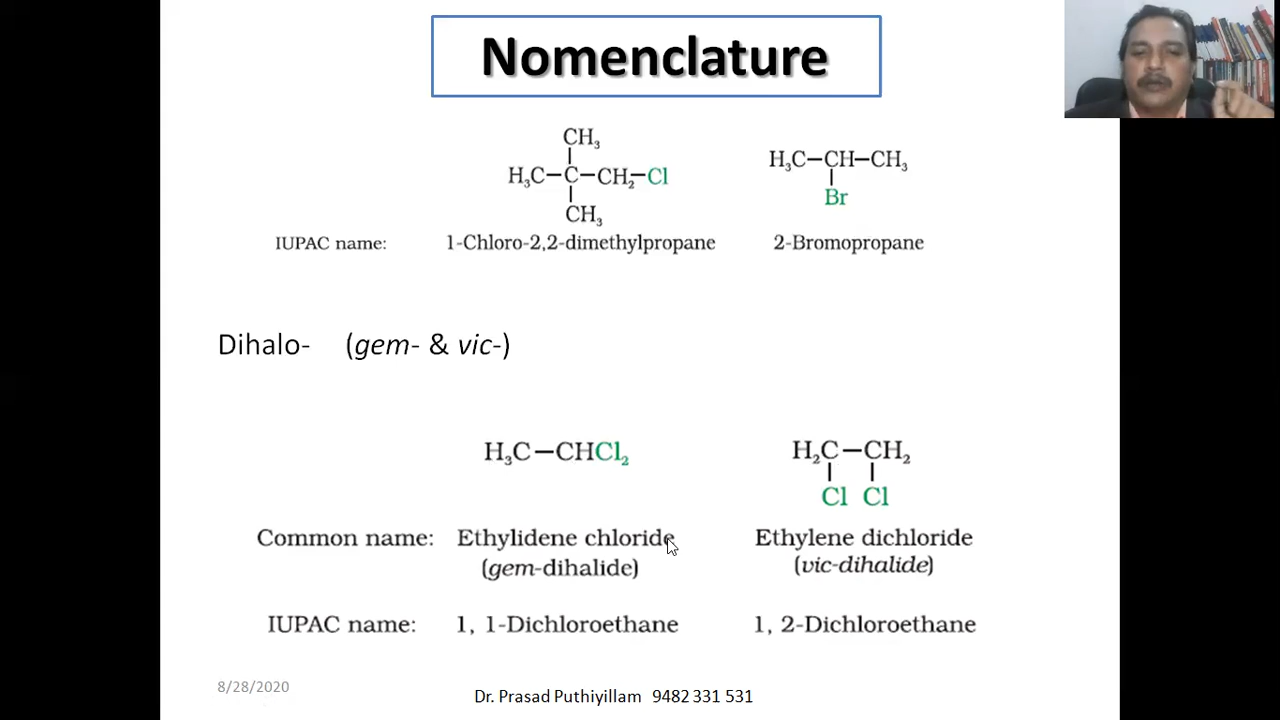 Nomenclature
CH₃
H₃C–C–CH₂–Cl
CH₃
H₃C–CH–CH₃
Br
IUPAC name: 1-Chloro-2,2-dimethylpropane 2-Bromopropane
Dihalo- (gem- & vic-)
H₃C–CHCl₂ H₂C–CH₂
Cl Cl
Common name: Ethylidene chloride Ethylene dichloride
(gem-dihalide) (vic-dihalide)
IUPAC name: 1, 1-Dichloroethane 1, 2-Dichloroethane
8/28/2020
Dr. Prasad Puthiyillam 9482 331 531